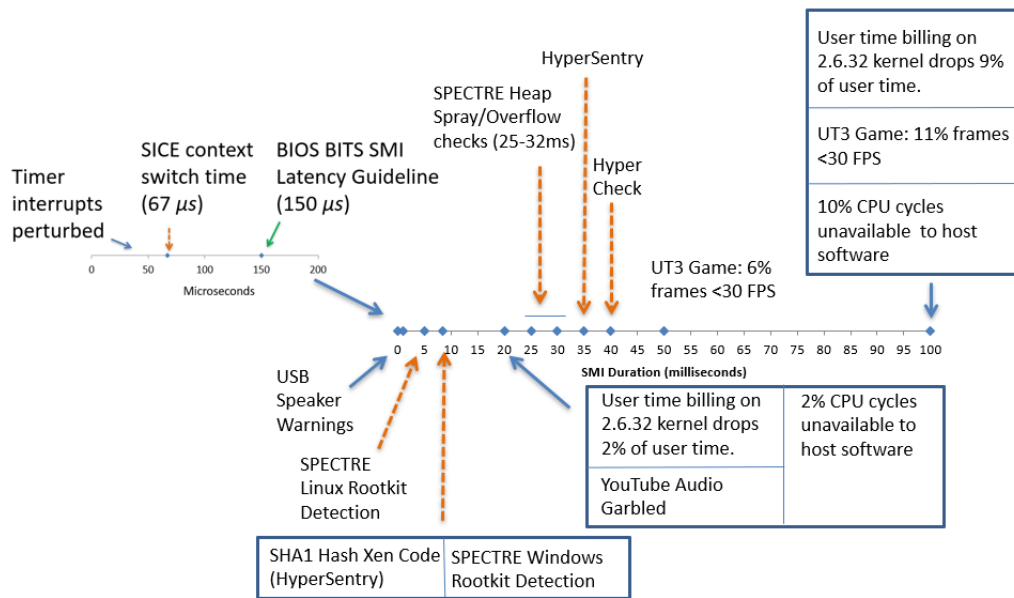 HyperSentry
SPECTRE Heap
Spray/Overflow
checks (25-32ms)
Hyper
Check
User time billing on
2.6.32 kernel drops 9%
of user time.
UT3 Game: 11% frames
<30 FPS
10% CPU cycles
unavailable to host
software
Timer
interrupts
perturbed
SICE context
switch time
(67 µs)
BIOS BITS SMI
Latency Guideline
(150 µs)
0 50 100 150 200
Microseconds
UT3 Game: 6%
frames <30 FPS
0 5 10 15 20 25 30 35 40 45 50 55 60 65 70 75 80 85 90 95 100
SMI Duration (milliseconds)
USB
Speaker
Warnings
SPECTRE
Linux Rootkit
Detection
User time billing on
2.6.32 kernel drops
2% of user time.
YouTube Audio
Garbled
2% CPU cycles
unavailable to
host software
SHA1 Hash Xen Code
(HyperSentry)
SPECTRE Windows
Rootkit Detection